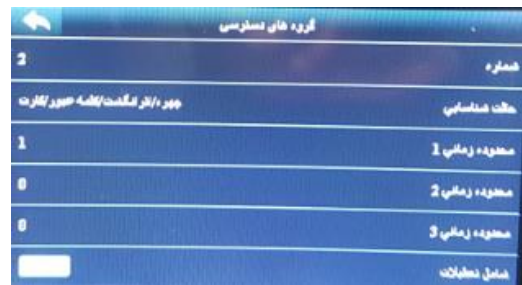 گروه های دسترسی
شماره 2
حالت شناسایی چهره/اثر انگشت/کلمه عبور/کارت
محدوده زمانی 1 1
محدوده زمانی 2 0
محدوده زمانی 3 0
شامل تعطیلات